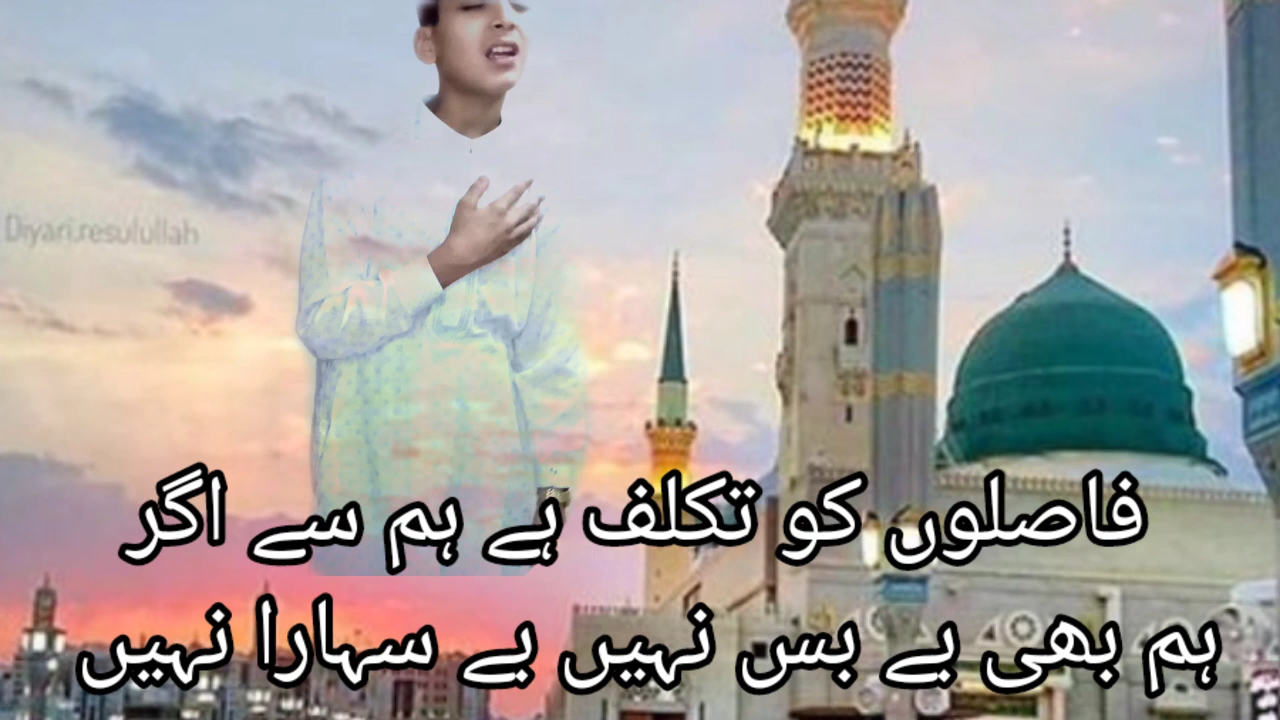 Diyari.resulullah
فاصلوں کو تکلف ہے ہم سے اگر
ہم بھی بے بس نہیں بے سہارا نہیں